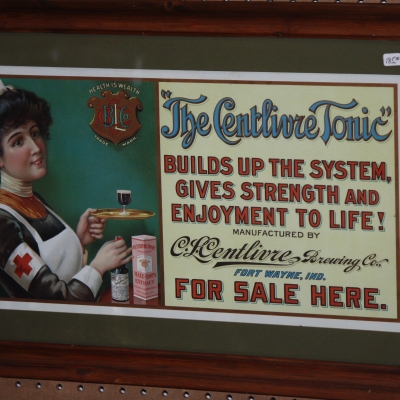 HEALTH IS WEALTH
TRADE MARK
"The Centlivre Tonic"
BUILDS UP THE SYSTEM,
GIVES STRENGTH AND
ENJOYMENT TO LIFE!
MANUFACTURED BY
C.L. Centlivre Brewing Co.,
FORT WAYNE, IND.
FOR SALE HERE.